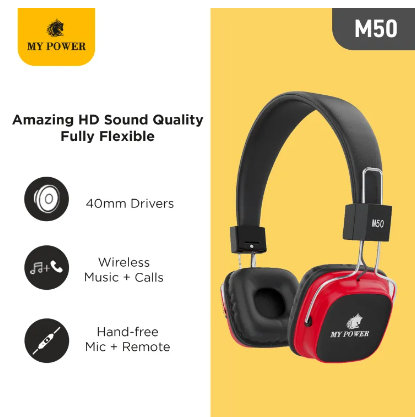 MY POWER
M50
Amazing HD Sound Quality
Fully Flexible
40mm Drivers
Wireless
Music + Calls
Hand-free
Mic + Remote
M50
MY POWER